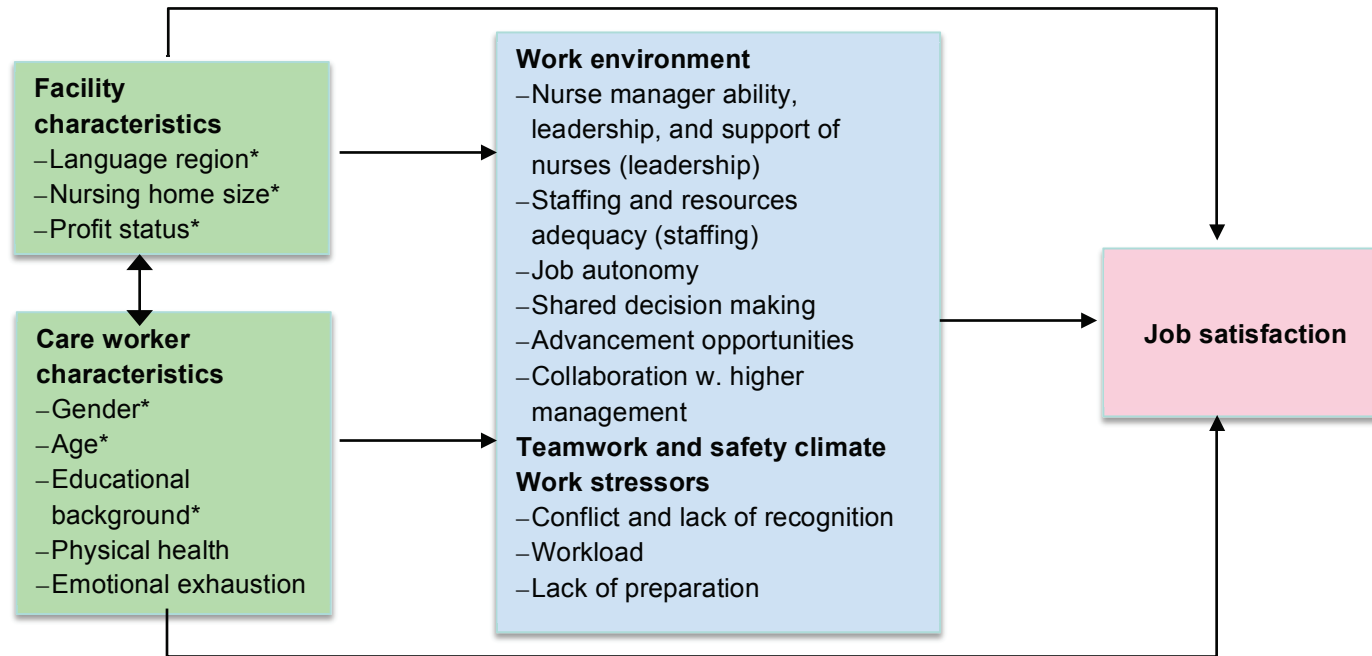 Facility
characteristics
–Language region*
–Nursing home size*
–Profit status*
Care worker
characteristics
–Gender*
–Age*
–Educational
background*
–Physical health
–Emotional exhaustion
Work environment
–Nurse manager ability,
leadership, and support of
nurses (leadership)
–Staffing and resources
adequacy (staffing)
–Job autonomy
–Shared decision making
–Advancement opportunities
–Collaboration w. higher
management
Teamwork and safety climate
Work stressors
–Conflict and lack of recognition
–Workload
–Lack of preparation
Job satisfaction